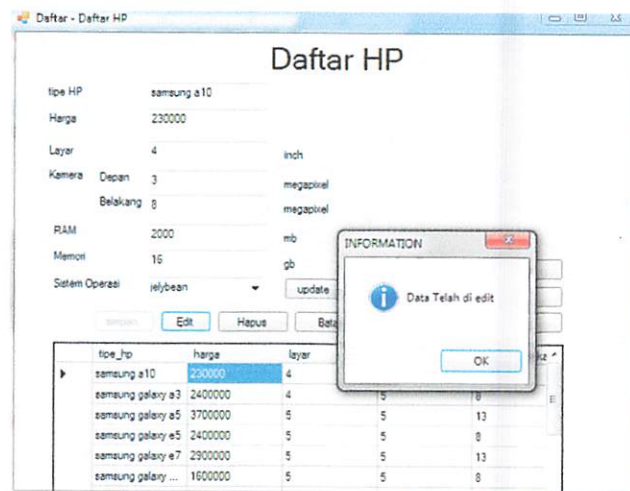 Daftar - Daftar HP
Daftar HP
tipe HP samsung a10
Harga 230000
Layar 4 inch
Kamera Depan 3 megapixel
Belakang 8 megapixel
RAM 2000 mb
Memori 16 gb
Sistem Operasi jelybean update
simpan Edit Hapus Bata
INFORMATION
Data Telah di edit
OK
tipe_hp harga layar
samsung a10 230000 4
samsung galaxy a3 2400000 4 5 8
samsung galaxy a5 3700000 5 5 13
samsung galaxy e5 2400000 5 5 8
samsung galaxy e7 2900000 5 5 13
samsung galaxy ... 1600000 5 5 8